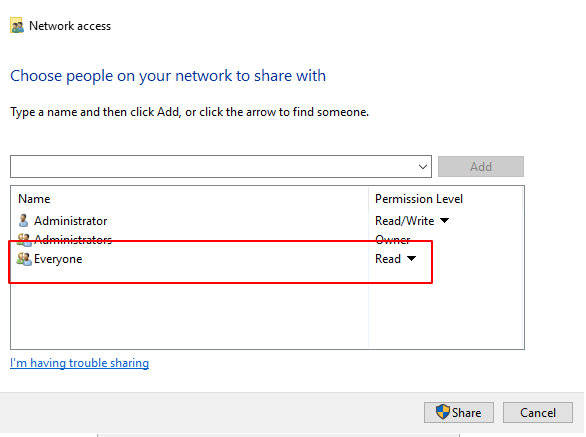 Network access
Choose people on your network to share with
Type a name and then click Add, or click the arrow to find someone.
Add
Name Permission Level
Administrator Read/Write
Administrators Owner
Everyone Read
I'm having trouble sharing
Share Cancel